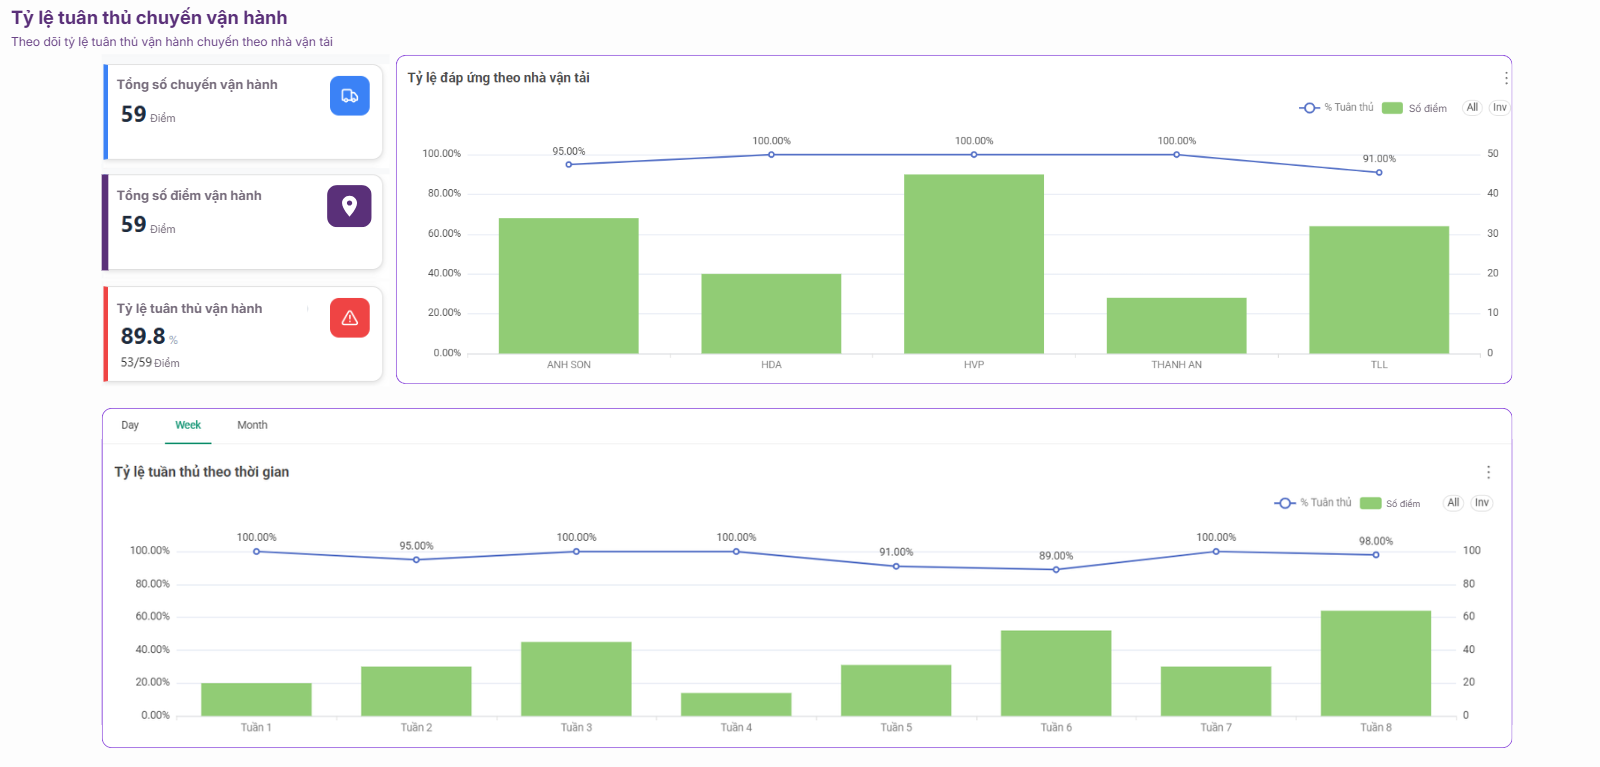 Tỷ lệ tuân thủ chuyến vận hành
Theo dõi tỷ lệ tuân thủ vận hành chuyến theo nhà vận tải
Tổng số chuyến vận hành
59 Điểm
Tổng số điểm vận hành
59 Điểm
Tỷ lệ tuân thủ vận hành
89.8 %
53/59 Điểm
Tỷ lệ đáp ứng theo nhà vận tải
% Tuân thủ Số điểm All Inv
95.00% 100.00% 100.00% 100.00% 91.00%
100.00% 50
80.00% 40
60.00% 30
40.00% 20
20.00% 10
0.00% 0
ANH SON HDA HVP THANH AN TLL
Day Week Month
Tỷ lệ tuần thủ theo thời gian
% Tuân thủ Số điểm All Inv
100.00% 95.00% 100.00% 100.00% 91.00% 89.00% 100.00% 98.00%
100.00% 100
80.00% 80
60.00% 60
40.00% 40
20.00% 20
0.00% 0
Tuần 1 Tuần 2 Tuần 3 Tuần 4 Tuần 5 Tuần 6 Tuần 7 Tuần 8